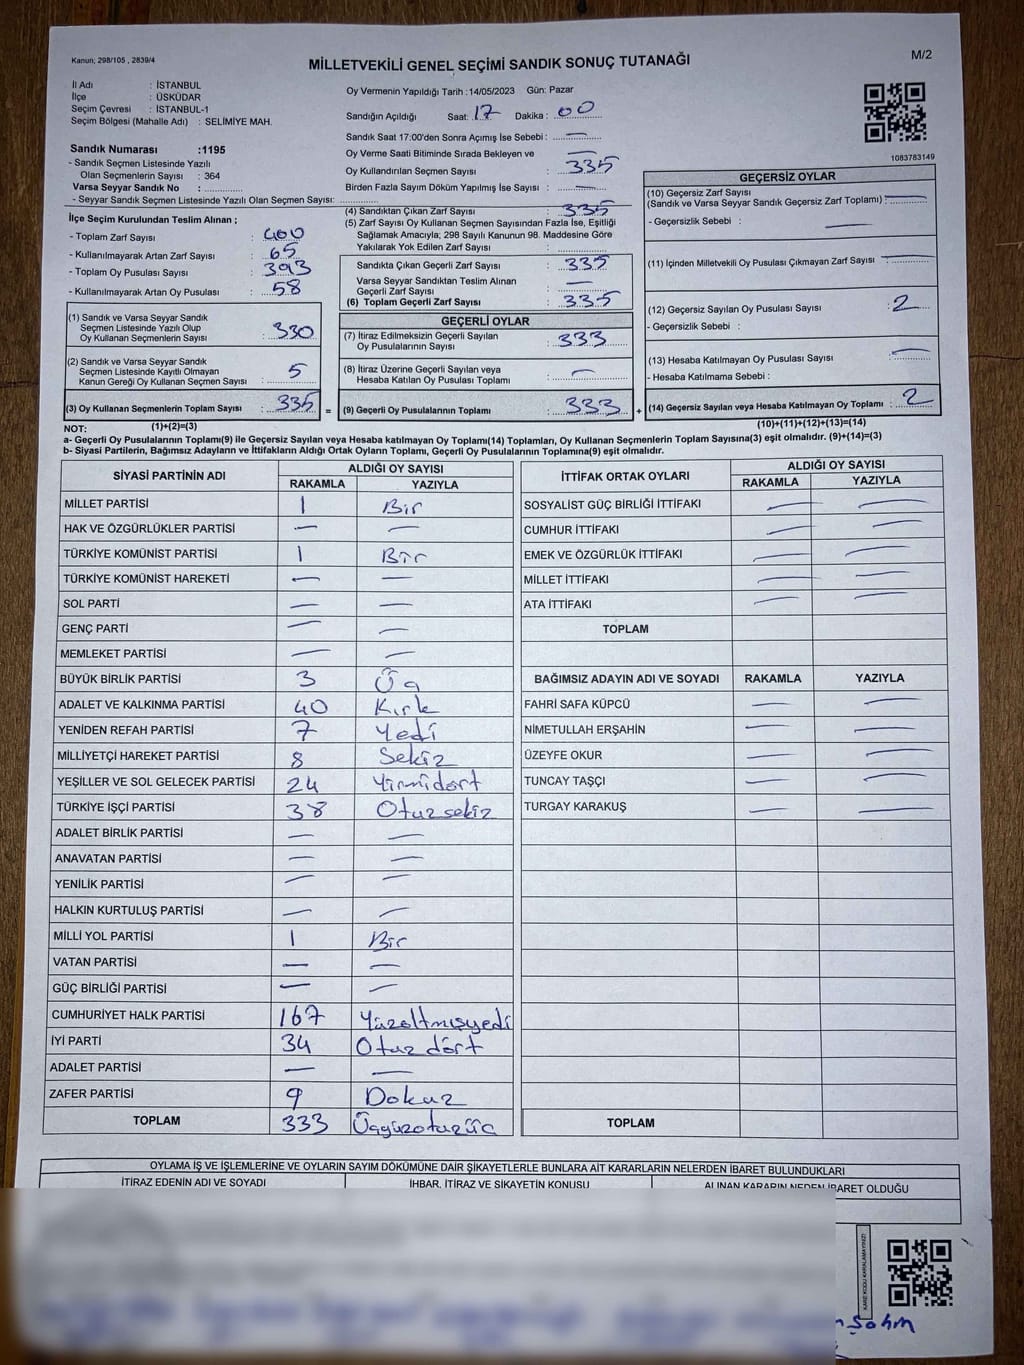 Kanun; 298/105 , 2839/4
MİLLETVEKİLİ GENEL SEÇİMİ SANDIK SONUÇ TUTANAĞI
M/2
İl Adı : İSTANBUL
İlçe : ÜSKÜDAR
Seçim Çevresi : İSTANBUL-1
Seçim Bölgesi (Mahalle Adı) : SELİMİYE MAH.
Oy Vermenin Yapıldığı Tarih :14/05/2023 Gün: Pazar
Sandığın Açıldığı Saat: 17 Dakika : 00
Sandık Saat 17:00'den Sonra Açımış İse Sebebi : —
Sandık Numarası :1195
- Sandık Seçmen Listesinde Yazılı
Olan Seçmenlerin Sayısı : 364
Varsa Seyyar Sandık No :
- Seyyar Sandık Seçmen Listesinde Yazılı Olan Seçmen Sayısı:
Oy Verme Saati Bitiminde Sırada Bekleyen ve —
Oy Kullandırılan Seçmen Sayısı : 335
Birden Fazla Sayım Döküm Yapılmış İse Sayısı : —
1083783149
İlçe Seçim Kurulundan Teslim Alınan ;
- Toplam Zarf Sayısı : 400
- Kullanılmayarak Artan Zarf Sayısı : 65
- Toplam Oy Pusulası Sayısı : 393
- Kullanılmayarak Artan Oy Pusulası : 58
(4) Sandıktan Çıkan Zarf Sayısı : 335
(5) Zarf Sayısı Oy Kullanan Seçmen Sayısından Fazla İse, Eşitliği
Sağlamak Amacıyla, 298 Sayılı Kanunun 98. Maddesine Göre
Yakılarak Yok Edilen Zarf Sayısı :
Sandıkta Çıkan Geçerli Zarf Sayısı : 335
Varsa Seyyar Sandıktan Teslim Alınan
Geçerli Zarf Sayısı : —
(6) Toplam Geçerli Zarf Sayısı : 335
GEÇERSİZ OYLAR
(10) Geçersiz Zarf Sayısı
(Sandık ve Varsa Seyyar Sandık Geçersiz Zarf Toplamı) : —
- Geçersizlik Sebebi : —
(11) İçinden Milletvekili Oy Pusulası Çıkmayan Zarf Sayısı : —
(12) Geçersiz Sayılan Oy Pusulası Sayısı : 2
- Geçersizlik Sebebi :
(13) Hesaba Katılmayan Oy Pusulası Sayısı : —
- Hesaba Katılmama Sebebi :
(14) Geçersiz Sayılan veya Hesaba Katılmayan Oy Toplamı : 2
(10)+(11)+(12)+(13)=(14)
(1) Sandık ve Varsa Seyyar Sandık
Seçmen Listesinde Yazılı Olup
Oy Kullanan Seçmenlerin Sayısı : 330
(2) Sandık ve Varsa Seyyar Sandık
Seçmen Listesinde Kayıtlı Olmayan
Kanun Gereği Oy Kullanan Seçmen Sayısı : 5
(3) Oy Kullanan Seçmenlerin Toplam Sayısı : 335 =
(1)+(2)=(3)
GEÇERLİ OYLAR
(7) İtiraz Edilmeksizin Geçerli Sayılan
Oy Pusulalarının Sayısı : 333
(8) İtiraz Üzerine Geçerli Sayılan veya
Hesaba Katılan Oy Pusulası Toplamı : —
(9) Geçerli Oy Pusulalarının Toplamı : 333 +
NOT:
a- Geçerli Oy Pusulalarının Toplamı(9) ile Geçersiz Sayılan veya Hesaba katılmayan Oy Toplamı(14) Toplamları, Oy Kullanan Seçmenlerin Toplam Sayısına(3) eşit olmalıdır. (9)+(14)=(3)
b- Siyasi Partilerin, Bağımsız Adayların ve İttifakların Aldığı Ortak Oyların Toplamı, Geçerli Oy Pusulalarının Toplamına(9) eşit olmalıdır.
SİYASİ PARTİNİN ADI ALDIĞI OY SAYISI
RAKAMLA YAZIYLA
MİLLET PARTİSİ 1 Bir
HAK VE ÖZGÜRLÜKLER PARTİSİ — —
TÜRKİYE KOMÜNİST PARTİSİ 1 Bir
TÜRKİYE KOMÜNİST HAREKETİ — —
SOL PARTİ — —
GENÇ PARTİ — —
MEMLEKET PARTİSİ — —
BÜYÜK BİRLİK PARTİSİ 3 Üç
ADALET VE KALKINMA PARTİSİ 40 Kırk
YENİDEN REFAH PARTİSİ 7 Yedi
MİLLİYETÇİ HAREKET PARTİSİ 8 Sekiz
YEŞİLLER VE SOL GELECEK PARTİSİ 24 Yirmidört
TÜRKİYE İŞÇİ PARTİSİ 38 Otuzsekiz
ADALET BİRLİK PARTİSİ — —
ANAVATAN PARTİSİ — —
YENİLİK PARTİSİ — —
HALKIN KURTULUŞ PARTİSİ — —
MİLLİ YOL PARTİSİ 1 Bir
VATAN PARTİSİ — —
GÜÇ BİRLİĞİ PARTİSİ — —
CUMHURİYET HALK PARTİSİ 167 Yüzaltmışyedi
İYİ PARTİ 34 Otuz dört
ADALET PARTİSİ — —
ZAFER PARTİSİ 9 Dokuz
TOPLAM 333 Üçyüzotuzüç
İTTİFAK ORTAK OYLARI ALDIĞI OY SAYISI
RAKAMLA YAZIYLA
SOSYALİST GÜÇ BİRLİĞİ İTTİFAKI — —
CUMHUR İTTİFAKI — —
EMEK VE ÖZGÜRLÜK İTTİFAKI — —
MİLLET İTTİFAKI — —
ATA İTTİFAKI — —
TOPLAM
BAĞIMSIZ ADAYIN ADI VE SOYADI RAKAMLA YAZIYLA
FAHRİ SAFA KÜPCÜ — —
NİMETULLAH ERŞAHİN — —
ÜZEYFE OKUR — —
TUNCAY TAŞÇI — —
TURGAY KARAKUŞ — —
TOPLAM
OYLAMA İŞ VE İŞLEMLERİNE VE OYLARIN SAYIM DÖKÜMÜNE DAİR ŞİKAYETLERLE BUNLARA AİT KARARLARIN NELERDEN İBARET BULUNDUKLARI
İTİRAZ EDENİN ADI VE SOYADI İHBAR, İTİRAZ VE ŞİKAYETİN KONUSU ALINAN KARARIN NEDEN İBARET OLDUĞU
KARE KODU KARALAMAYINIZ!